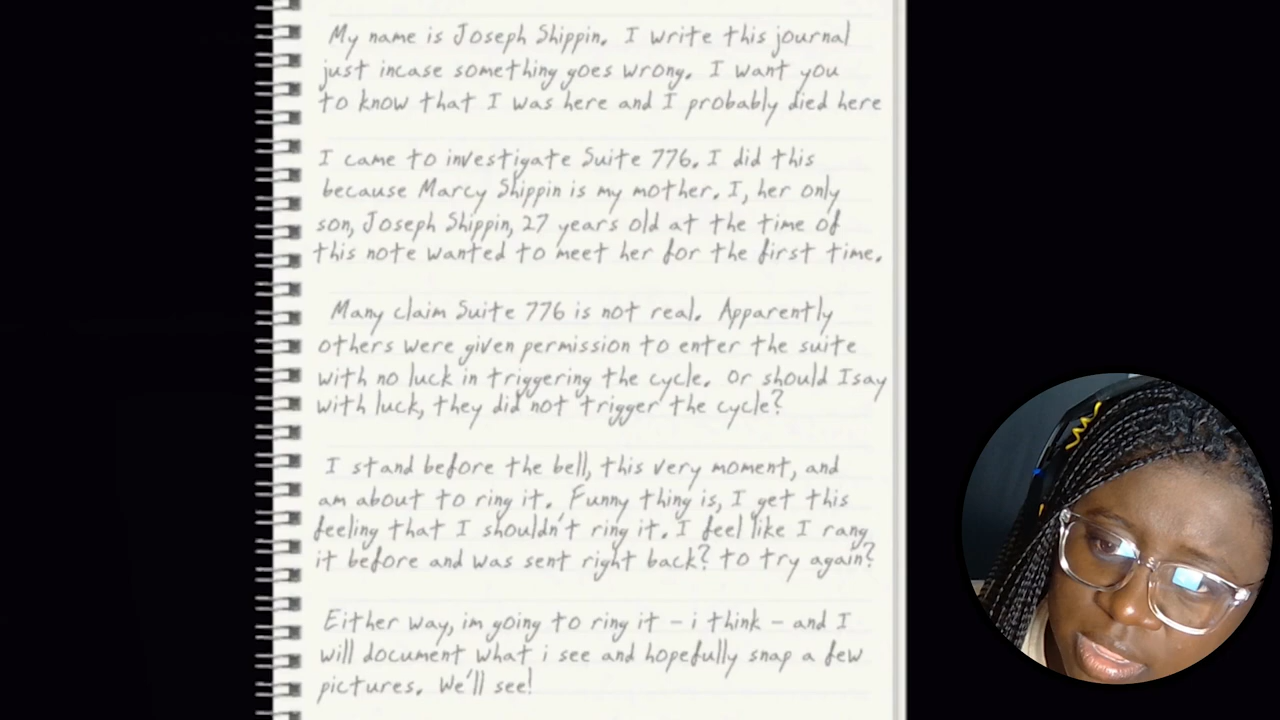 My name is Joseph Shippin. I write this journal
just incase something goes wrong. I want you
to know that I was here and I probably died here
I came to investigate Suite 776. I did this
because Marcy Shippin is my mother. I, her only
son, Joseph Shippin, 27 years old at the time of
this note wanted to meet her for the first time.
Many claim Suite 776 is not real. Apparently
others were given permission to enter the suite
with no luck in triggering the cycle. Or should Isay
with luck, they did not trigger the cycle?
I stand before the bell, this very moment, and
am about to ring it. Funny thing is, I get this
feeling that I shouldn't ring it. I feel like I rang
it before and was sent right back? to try again?
Either way, im going to ring it - i think - and I
will document what i see and hopefully snap a few
pictures. We'll see!